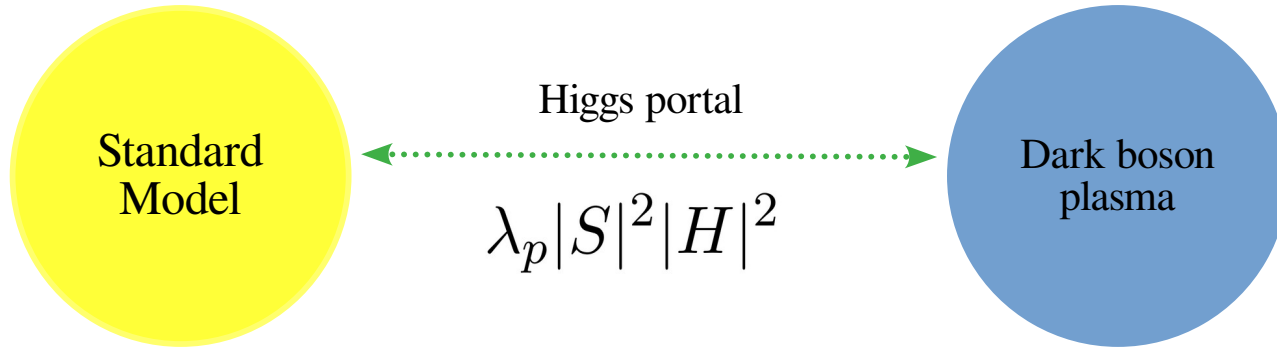 Standard
Model
Higgs portal
λ_p|S|^2|H|^2
Dark boson
plasma